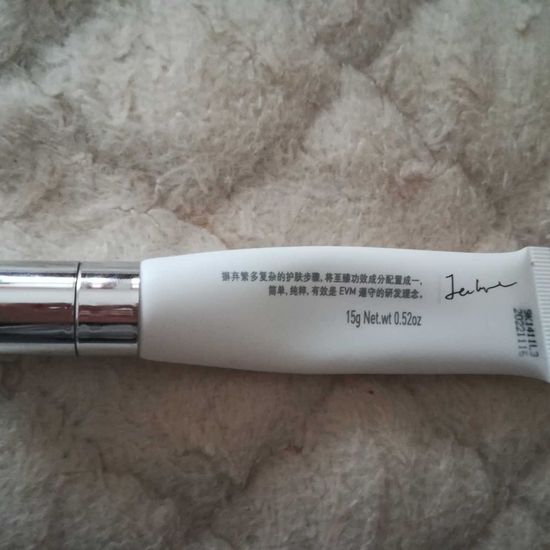 摒弃繁多复杂的护肤步骤,将至臻功效成分配置成一,
简单,纯粹,有效是 EVM 遵守的研发理念。
15g Net.wt 0.52oz
20221116